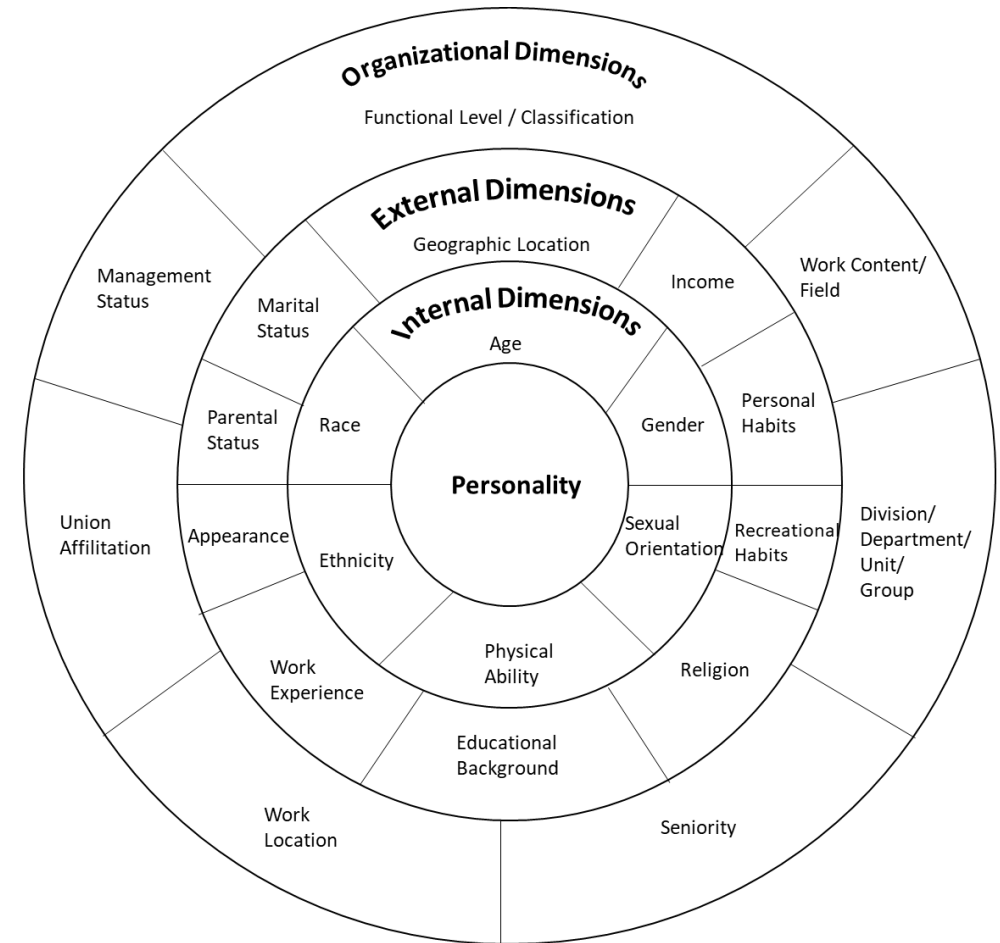 Organizational Dimensions
Functional Level / Classification
External Dimensions
Geographic Location
Management
Status
Work Content/
Field
Marital
Status
Income
Internal Dimensions
Age
Parental
Status
Race
Gender
Personal
Habits
Personality
Union
Affilitation
Appearance
Ethnicity
Sexual
Orientation
Recreational
Habits
Division/
Department/
Unit/
Group
Work
Experience
Physical
Ability
Religion
Educational
Background
Work
Location
Seniority